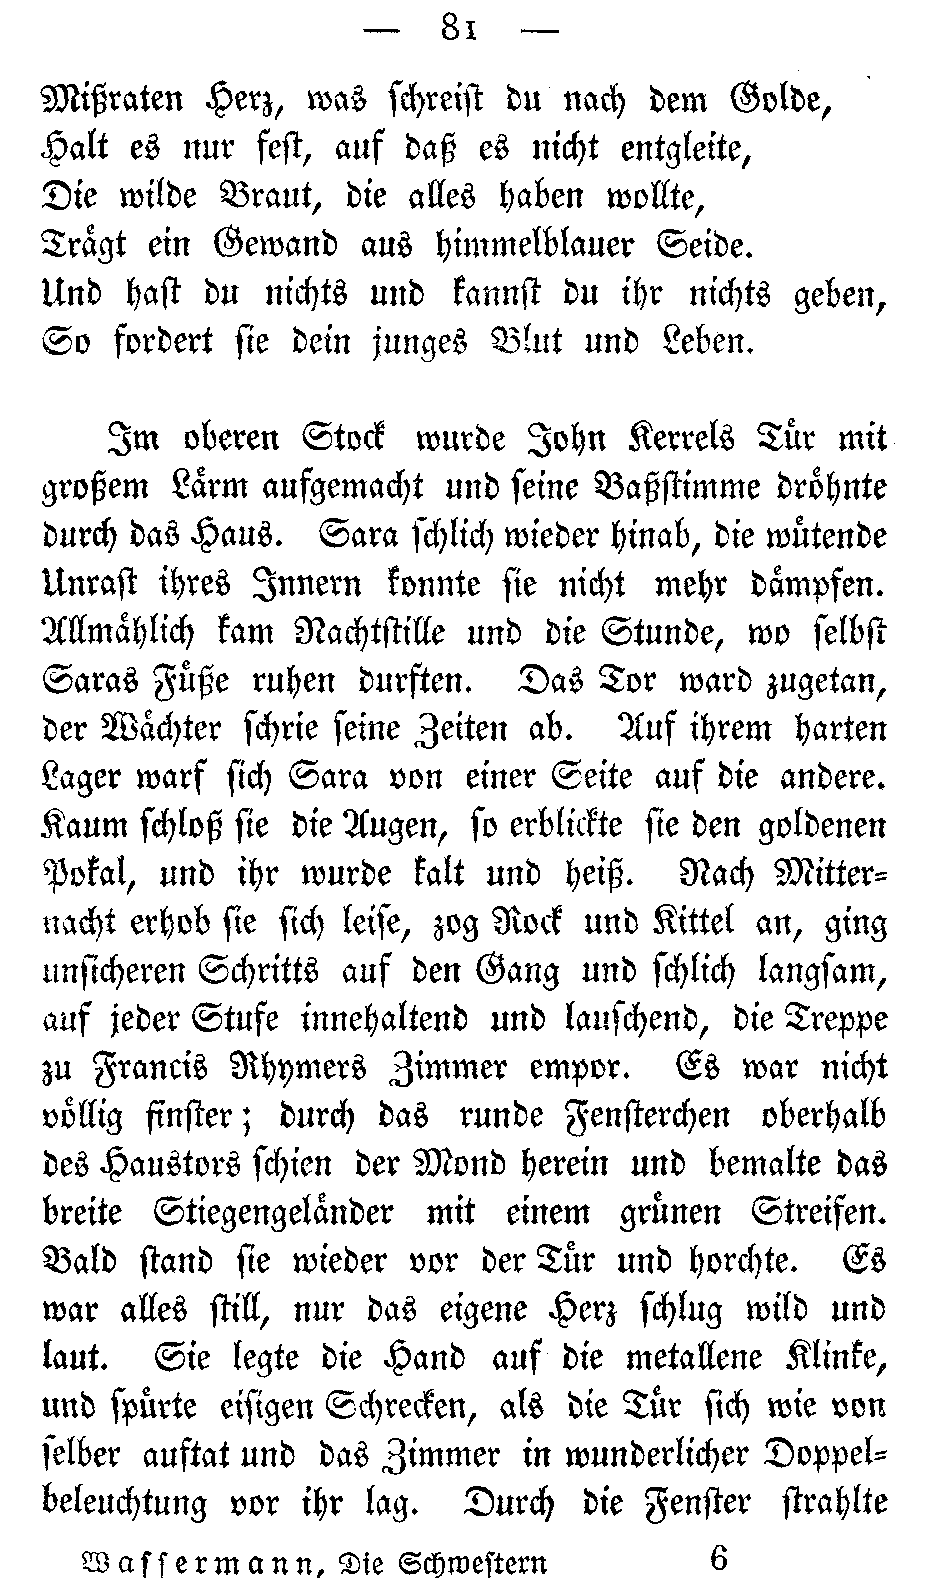 — 81 —
Mißraten Herz, was schreist du nach dem Golde,
Halt es nur fest, auf daß es nicht entgleite,
Die wilde Braut, die alles haben wollte,
Trägt ein Gewand aus himmelblauer Seide.
Und hast du nichts und kannst du ihr nichts geben,
So fordert sie dein junges Blut und Leben.
Im oberen Stock wurde John Kerrels Tür mit
großem Lärm aufgemacht und seine Baßstimme dröhnte
durch das Haus. Sara schlich wieder hinab, die wütende
Unrast ihres Innern konnte sie nicht mehr dämpfen.
Allmählich kam Nachtstille und die Stunde, wo selbst
Saras Füße ruhen durften. Das Tor ward zugetan,
der Wächter schrie seine Zeiten ab. Auf ihrem harten
Lager warf sich Sara von einer Seite auf die andere.
Kaum schloß sie die Augen, so erblickte sie den goldenen
Pokal, und ihr wurde kalt und heiß. Nach Mitter-
nacht erhob sie sich leise, zog Rock und Kittel an, ging
unsicheren Schritts auf den Gang und schlich langsam,
auf jeder Stufe innehaltend und lauschend, die Treppe
zu Francis Rhymers Zimmer empor. Es war nicht
völlig finster; durch das runde Fensterchen oberhalb
des Haustors schien der Mond herein und bemalte das
breite Stiegengeländer mit einem grünen Streifen.
Bald stand sie wieder vor der Tür und horchte. Es
war alles still, nur das eigene Herz schlug wild und
laut. Sie legte die Hand auf die metallene Klinke,
und spürte eisigen Schrecken, als die Tür sich wie von
selber auftat und das Zimmer in wunderlicher Doppel-
beleuchtung vor ihr lag. Durch die Fenster strahlte
Wassermann, Die Schwestern 6